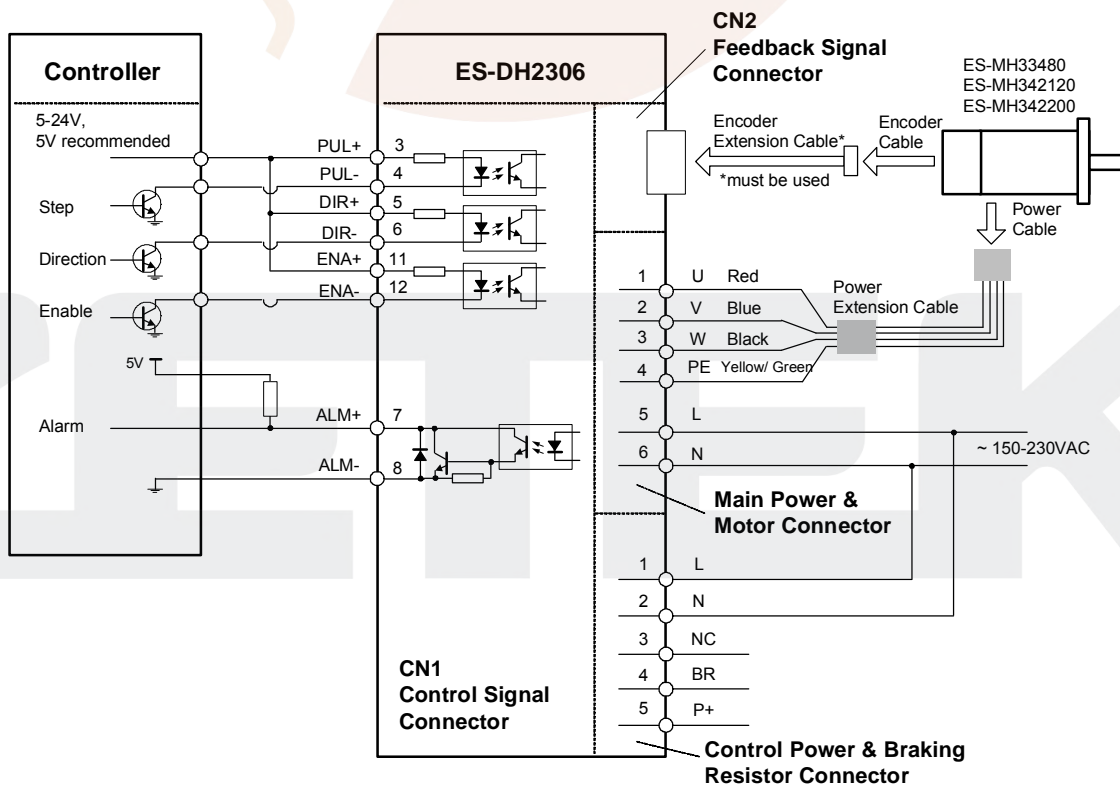 Controller
5-24V,
5V recommended
Step
Direction
Enable
5V
Alarm
ES-DH2306
PUL+ 3
PUL- 4
DIR+ 5
DIR- 6
ENA+ 11
ENA- 12
ALM+ 7
ALM- 8
CN1
Control Signal
Connector
CN2
Feedback Signal
Connector
Encoder
Extension Cable*
*must be used
Encoder
Cable
ES-MH33480
ES-MH342120
ES-MH342200
Power
Cable
Power
Extension Cable
1 U Red
2 V Blue
3 W Black
4 PE Yellow/ Green
5 L
6 N
~ 150-230VAC
Main Power &
Motor Connector
1 L
2 N
3 NC
4 BR
5 P+
Control Power & Braking
Resistor Connector